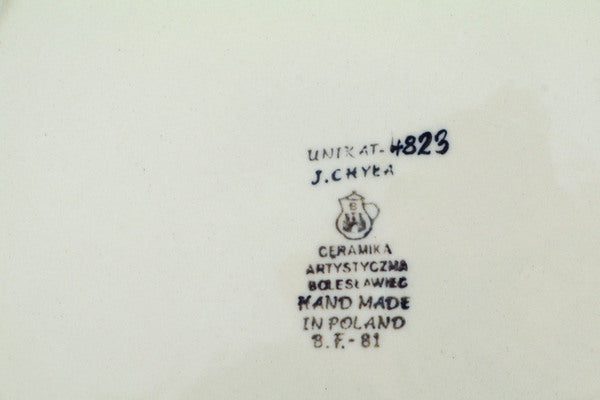 UNIKAT-4823
J.CHYŁA
B
CERAMIKA
ARTYSTYCZNA
BOLESŁAWIEC
HAND MADE
IN POLAND
B.F.-81